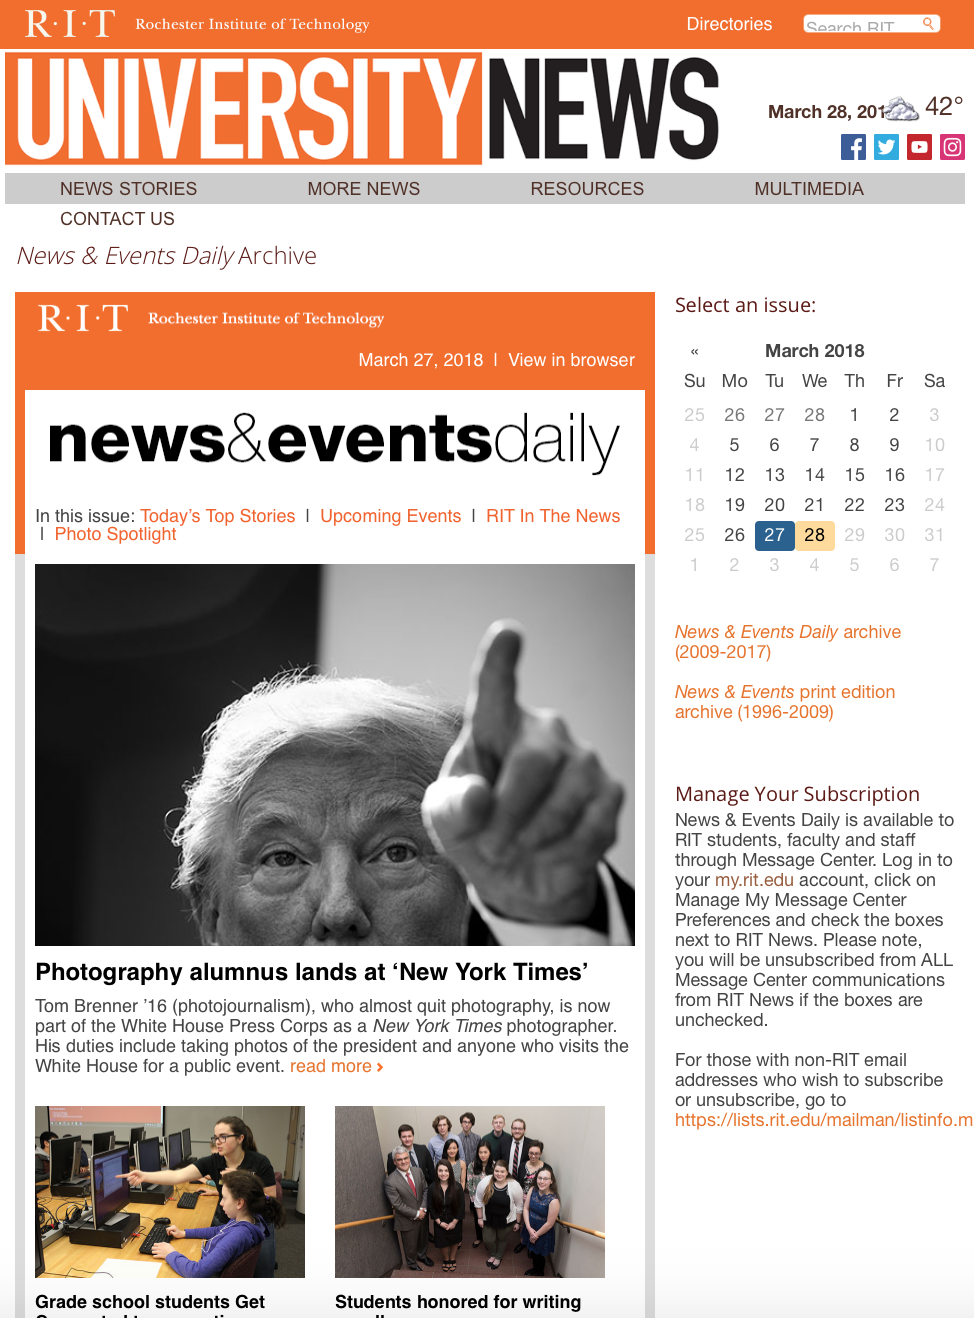 R·I·T Rochester Institute of Technology
Directories
Search RIT
UNIVERSITYNEWS
March 28, 201
42°
NEWS STORIES MORE NEWS RESOURCES MULTIMEDIA
CONTACT US
News & Events Daily Archive
R·I·T Rochester Institute of Technology
March 27, 2018 | View in browser
news&eventsdaily
In this issue: Today's Top Stories | Upcoming Events | RIT In The News
| Photo Spotlight
Photography alumnus lands at ‘New York Times’
Tom Brenner ’16 (photojournalism), who almost quit photography, is now
part of the White House Press Corps as a New York Times photographer.
His duties include taking photos of the president and anyone who visits the
White House for a public event. read more ›
Grade school students Get
Students honored for writing
Select an issue:
« March 2018
Su Mo Tu We Th Fr Sa
25 26 27 28 1 2 3
4 5 6 7 8 9 10
11 12 13 14 15 16 17
18 19 20 21 22 23 24
25 26 27 28 29 30 31
1 2 3 4 5 6 7
News & Events Daily archive
(2009-2017)
News & Events print edition
archive (1996-2009)
Manage Your Subscription
News & Events Daily is available to
RIT students, faculty and staff
through Message Center. Log in to
your my.rit.edu account, click on
Manage My Message Center
Preferences and check the boxes
next to RIT News. Please note,
you will be unsubscribed from ALL
Message Center communications
from RIT News if the boxes are
unchecked.
For those with non-RIT email
addresses who wish to subscribe
or unsubscribe, go to
https://lists.rit.edu/mailman/listinfo.m